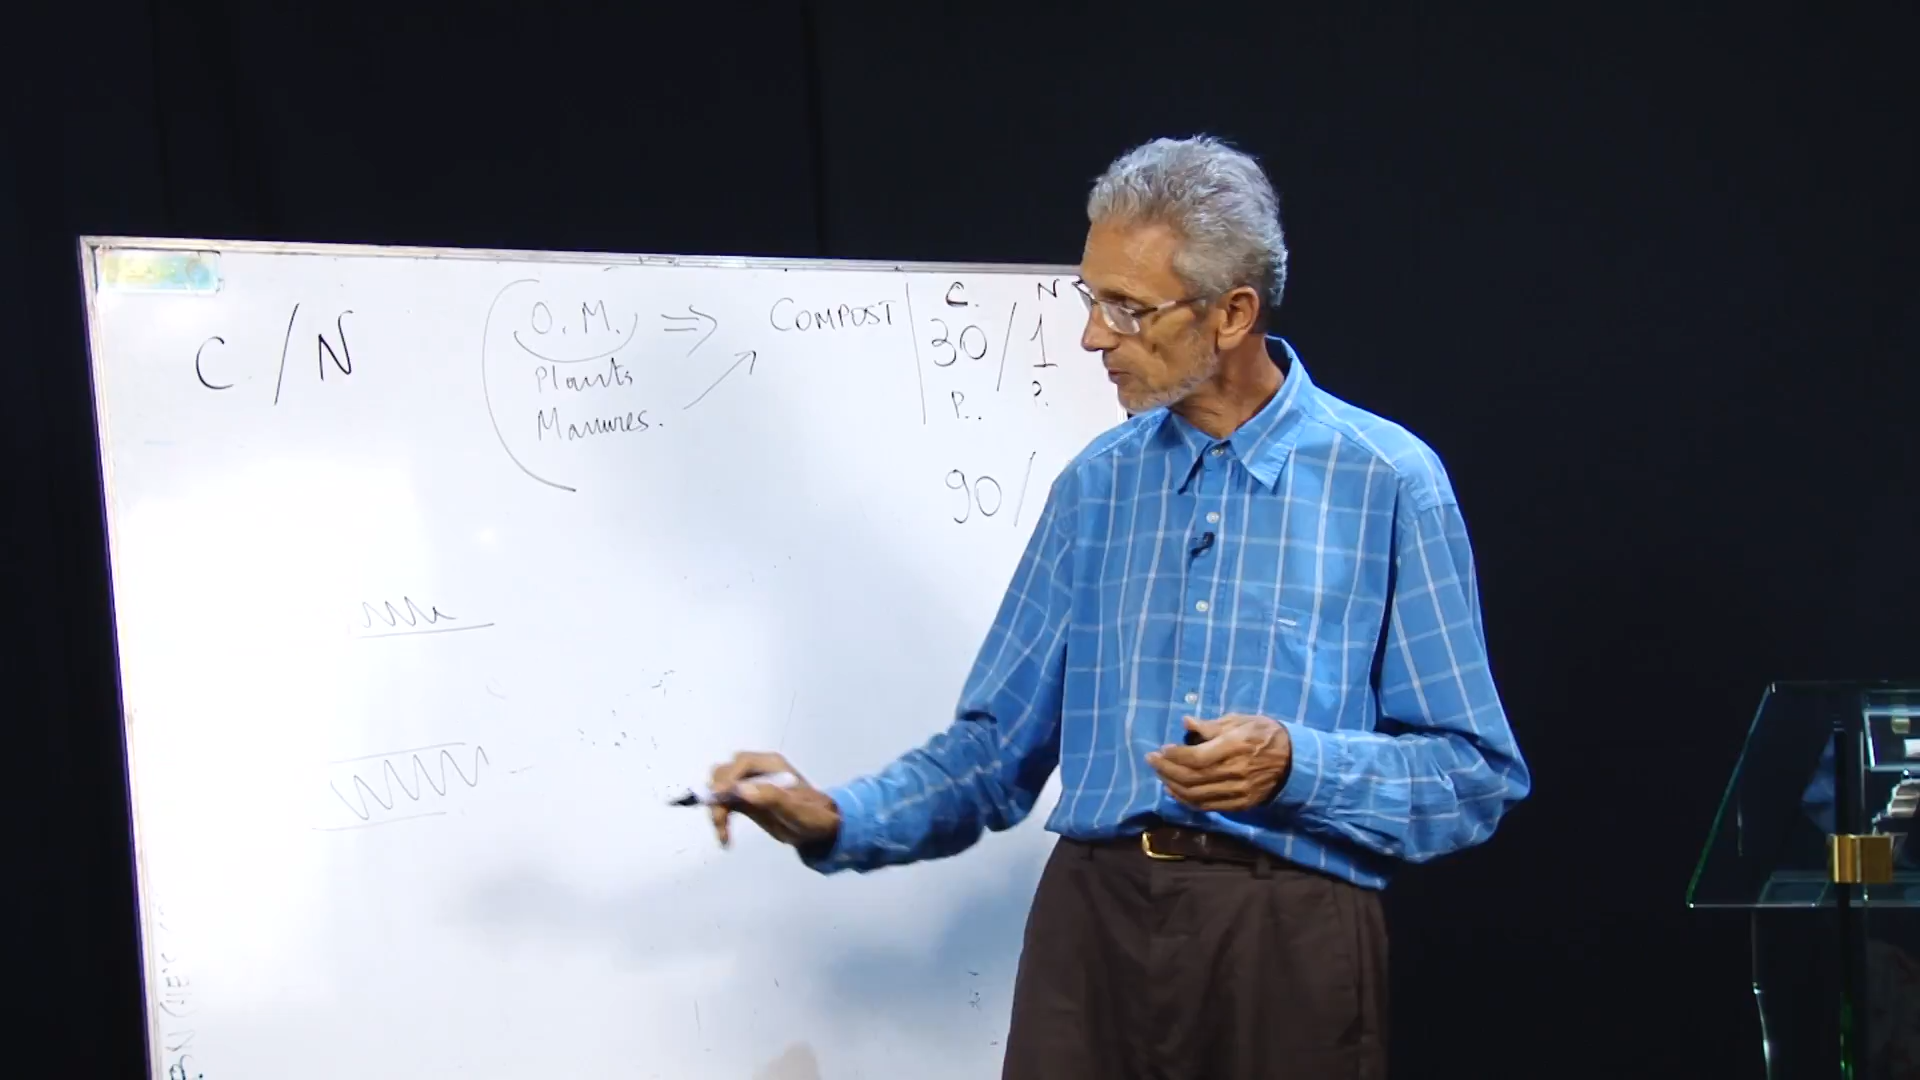 C / N
O. M. ⇒ COMPOST
Plants
Manures.
C. N
30 / 1
P.. P.
90 /